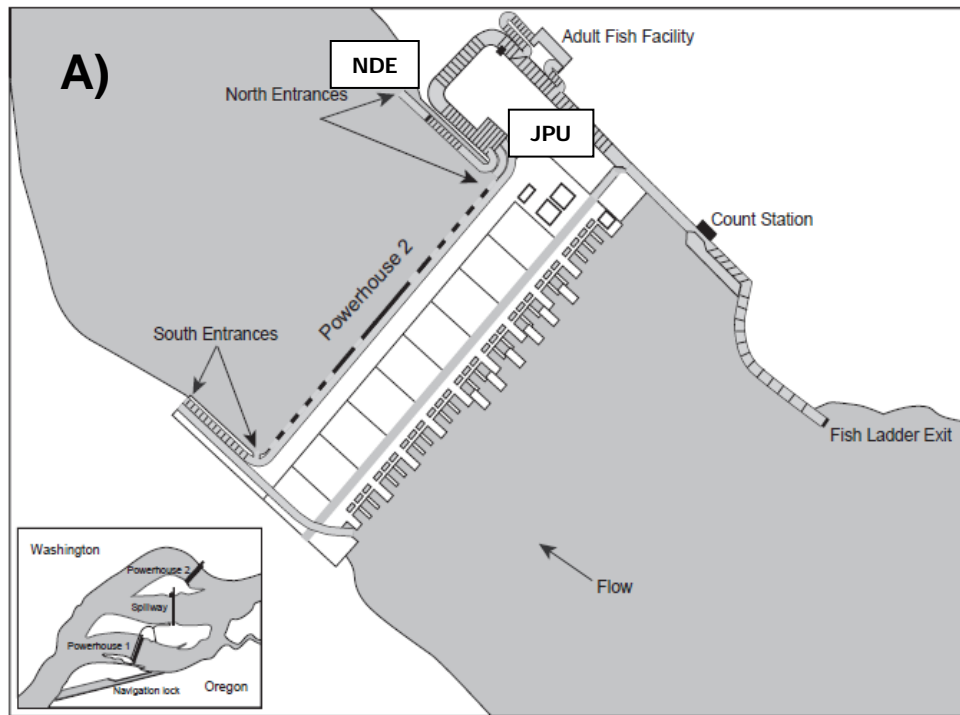 A)
NDE
Adult Fish Facility
North Entrances
JPU
Count Station
Powerhouse 2
South Entrances
Fish Ladder Exit
Flow
Washington
Powerhouse 2
Spillway
Powerhouse 1
Navigation lock
Oregon